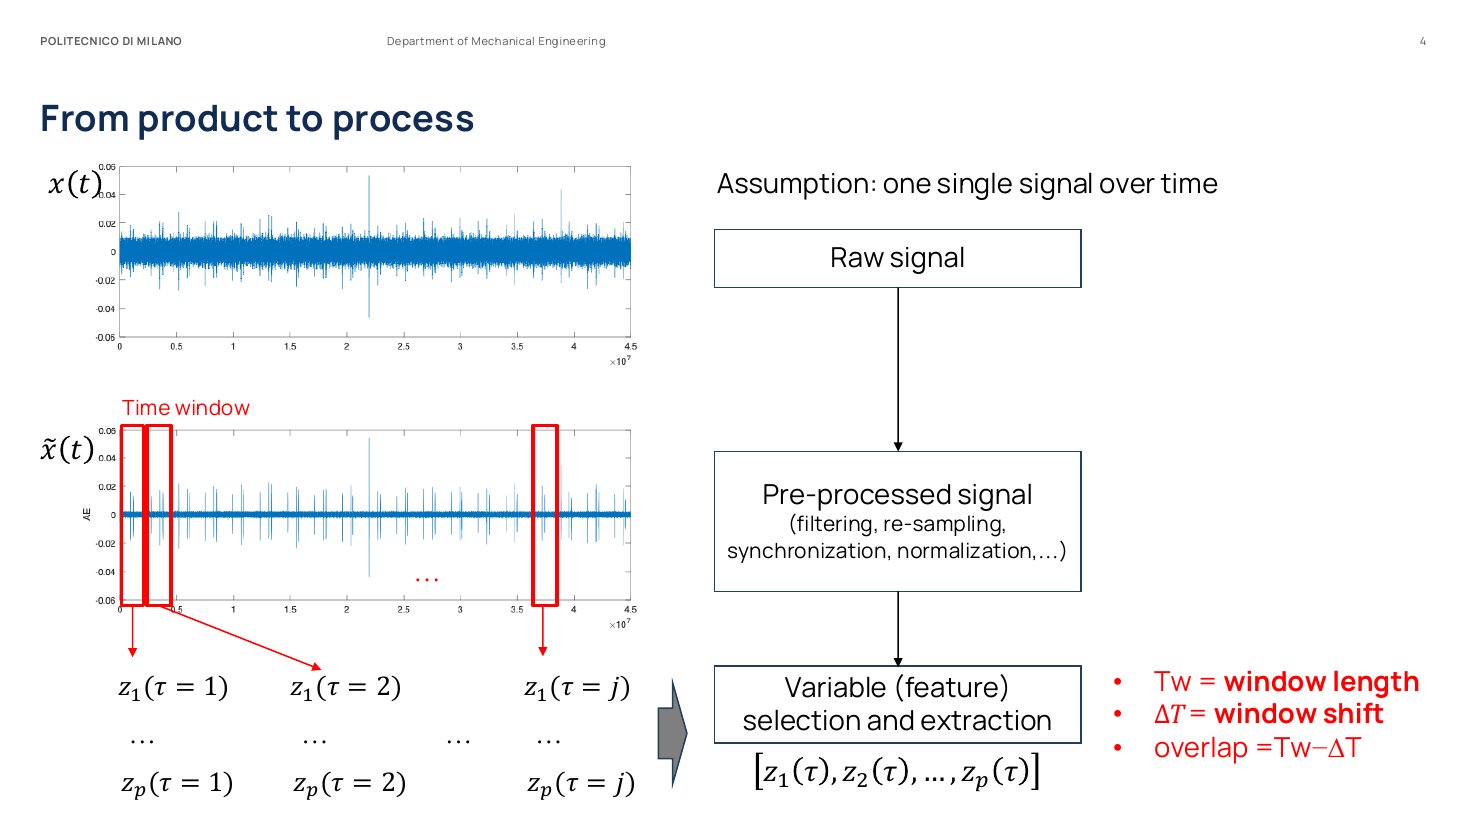 POLITECNICO DI MILANO
Department of Mechanical Engineering
4
From product to process
x(t)
0.06
0.04
0.02
0
-0.02
-0.04
-0.06
0 0.5 1 1.5 2 2.5 3 3.5 4 4.5
×10⁷
Time window
x̃(t)
AE
0.06
0.04
0.02
0
-0.02
-0.04
-0.06
0 0.5 1 1.5 2 2.5 3 3.5 4 4.5
×10⁷
...
z₁(τ = 1) z₁(τ = 2) z₁(τ = j)
... ... ... ...
zₚ(τ = 1) zₚ(τ = 2) zₚ(τ = j)
Assumption: one single signal over time
Raw signal
Pre-processed signal
(filtering, re-sampling,
synchronization, normalization,...)
Variable (feature)
selection and extraction
[z₁(τ), z₂(τ), ... , zₚ(τ)]
• Tw = window length
• ΔT = window shift
• overlap =Tw−ΔT